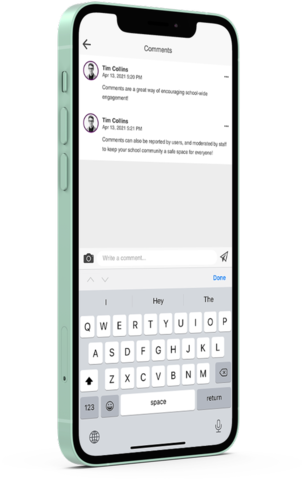 Comments
Tim Collins
Apr 13, 2021 5:20 PM
Comments are a great way of encouraging school-wide
engagement!
Tim Collins
Apr 13, 2021 5:21 PM
Comments can also be reported by users, and moderated by staff
to keep your school community a safe space for everyone!
Write a comment...
Done
I Hey The
Q W E R T Y U I O P
A S D F G H J K L
Z X C V B N M
123 space return